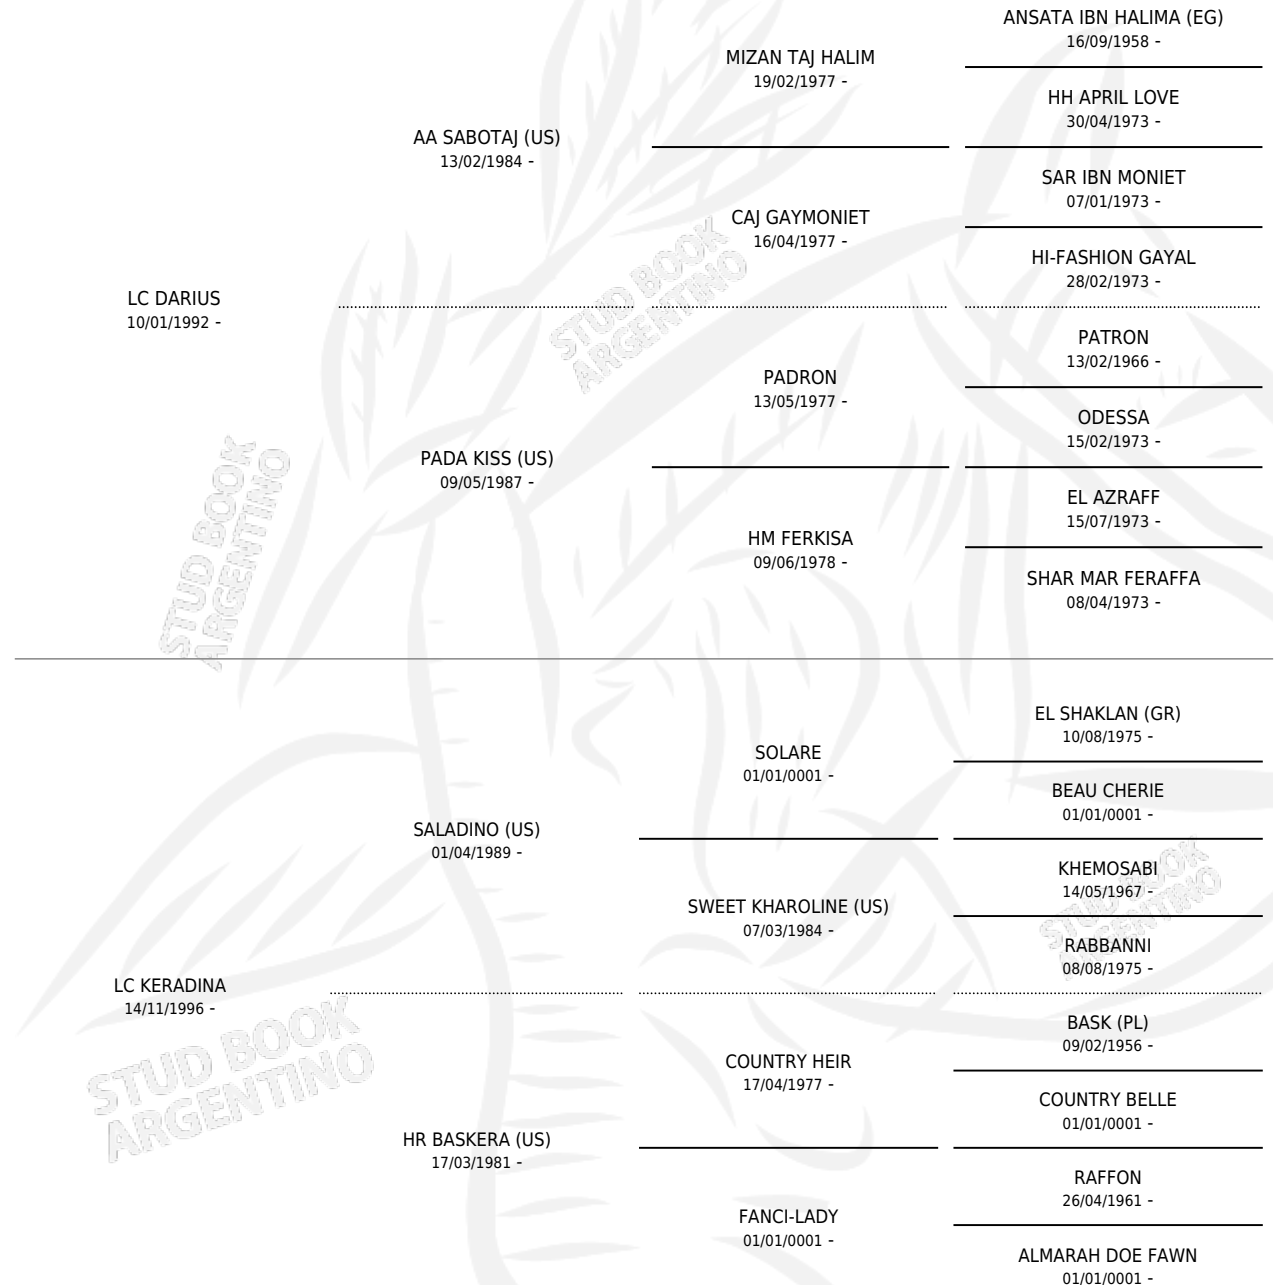 ANSATA IBN HALIMA (EG)
16/09/1958 -
MIZAN TAJ HALIM
19/02/1977 -
HH APRIL LOVE
30/04/1973 -
AA SABOTAJ (US)
13/02/1984 -
SAR IBN MONIET
07/01/1973 -
CAJ GAYMONIET
16/04/1977 -
HI-FASHION GAYAL
28/02/1973 -
LC DARIUS
10/01/1992 -
STUD BOOK
ARGENTINO
PATRON
13/02/1966 -
PADRON
13/05/1977 -
ODESSA
15/02/1973 -
PADA KISS (US)
09/05/1987 -
EL AZRAFF
15/07/1973 -
HM FERKISA
09/06/1978 -
SHAR MAR FERAFFA
08/04/1973 -
STUD BOOK
ARGENTINO
EL SHAKLAN (GR)
10/08/1975 -
SOLARE
01/01/0001 -
BEAU CHERIE
01/01/0001 -
SALADINO (US)
01/04/1989 -
KHEMOSABI
14/05/1967 -
SWEET KHAROLINE (US)
07/03/1984 -
RABBANNI
08/08/1975 -
STUD BOOK
ARGENTINO
LC KERADINA
14/11/1996 -
BASK (PL)
09/02/1956 -
COUNTRY HEIR
17/04/1977 -
COUNTRY BELLE
01/01/0001 -
STUD BOOK
ARGENTINO
HR BASKERA (US)
17/03/1981 -
RAFFON
26/04/1961 -
FANCI-LADY
01/01/0001 -
ALMARAH DOE FAWN
01/01/0001 -